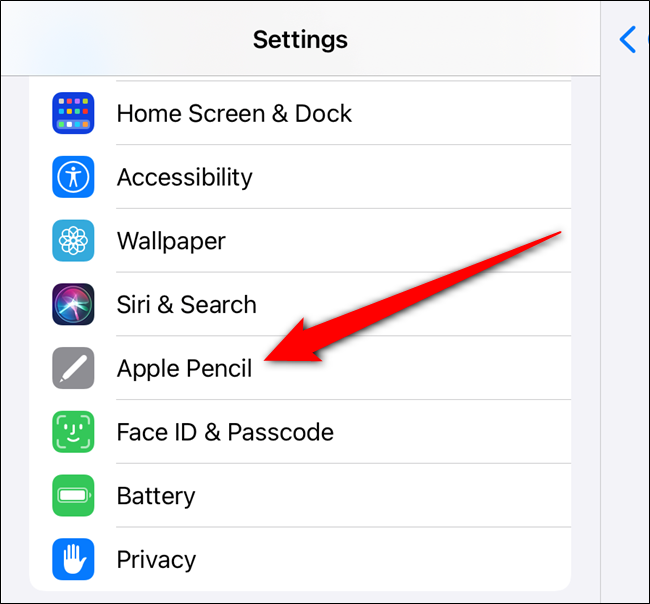 Settings
Home Screen & Dock
Accessibility
Wallpaper
Siri & Search
Apple Pencil
Face ID & Passcode
Battery
Privacy